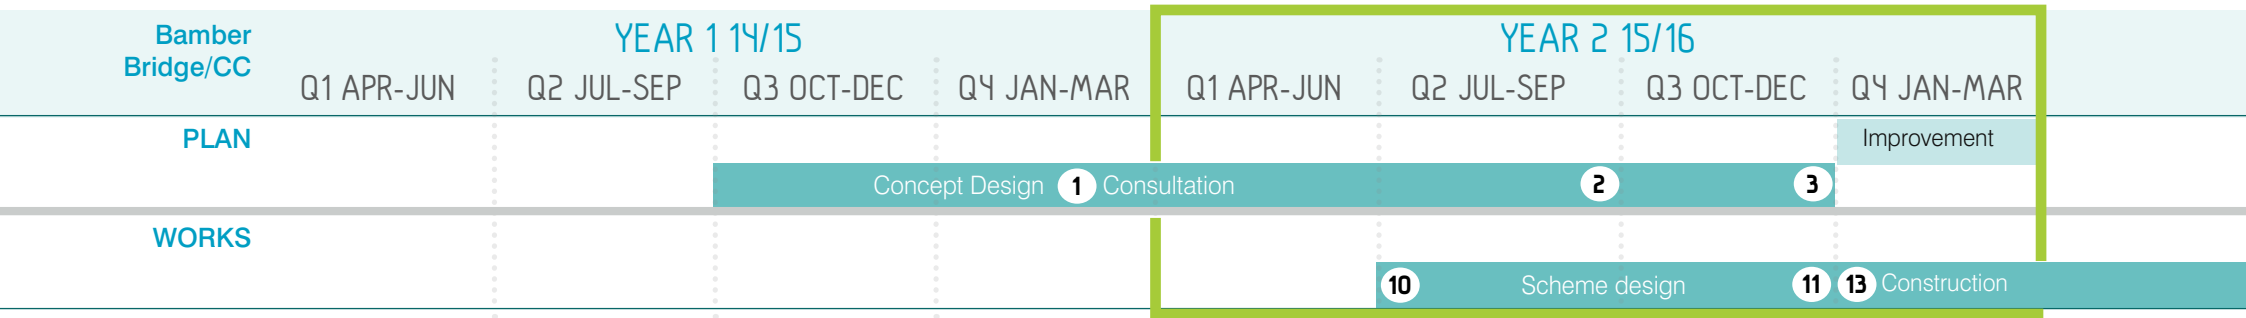 Bamber
Bridge/CC
YEAR 1 14/15
YEAR 2 15/16
Q1 APR-JUN
Q2 JUL-SEP
Q3 OCT-DEC
Q4 JAN-MAR
Q1 APR-JUN
Q2 JUL-SEP
Q3 OCT-DEC
Q4 JAN-MAR
PLAN
Improvement
Concept Design 1 Consultation
2
3
WORKS
10
Scheme design
11
13 Construction